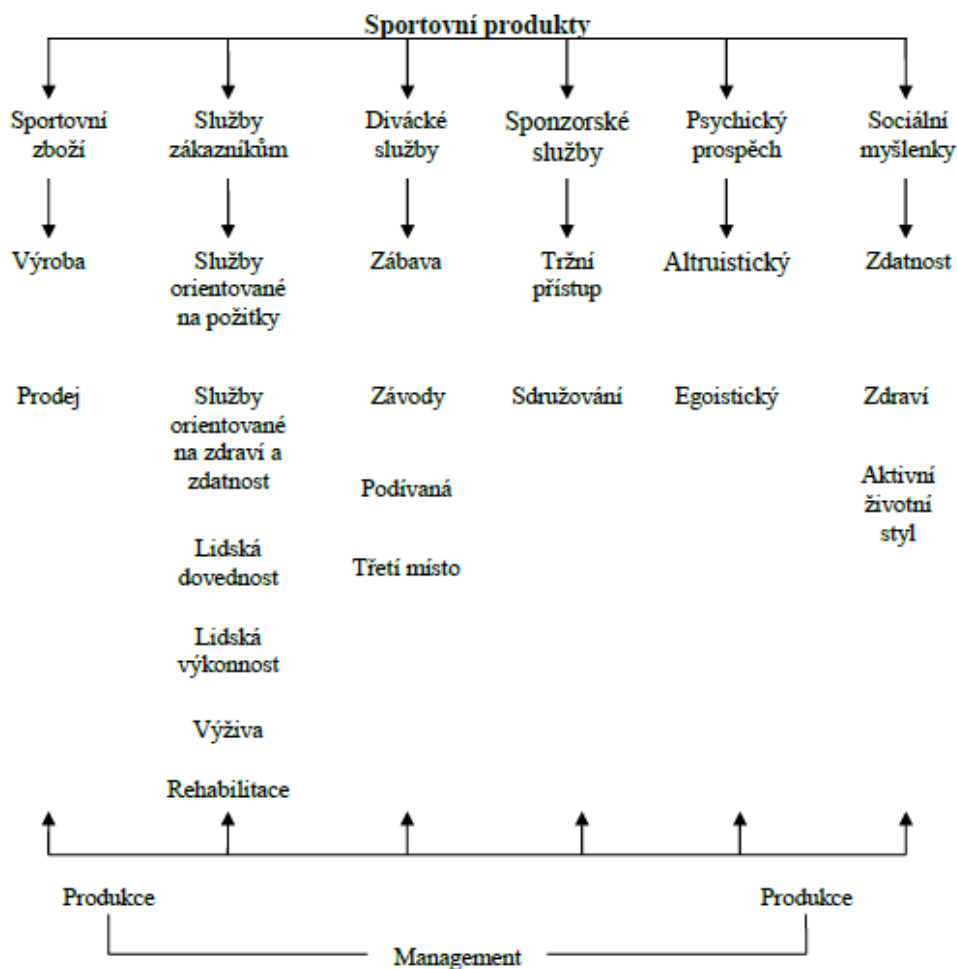 Sportovní produkty
Sportovní
zboží
Služby
zákazníkům
Divácké
služby
Sponzorské
služby
Psychický
prospěch
Sociální
myšlenky
Výroba
Služby
orientované
na požitky
Zábava
Tržní
přístup
Altruistický
Zdatnost
Prodej
Služby
orientované
na zdraví a
zdatnost
Závody
Sdružování
Egoistický
Zdraví
Podívaná
Aktivní
životní
styl
Lidská
dovednost
Třetí místo
Lidská
výkonnost
Výživa
Rehabilitace
Produkce
Produkce
Management